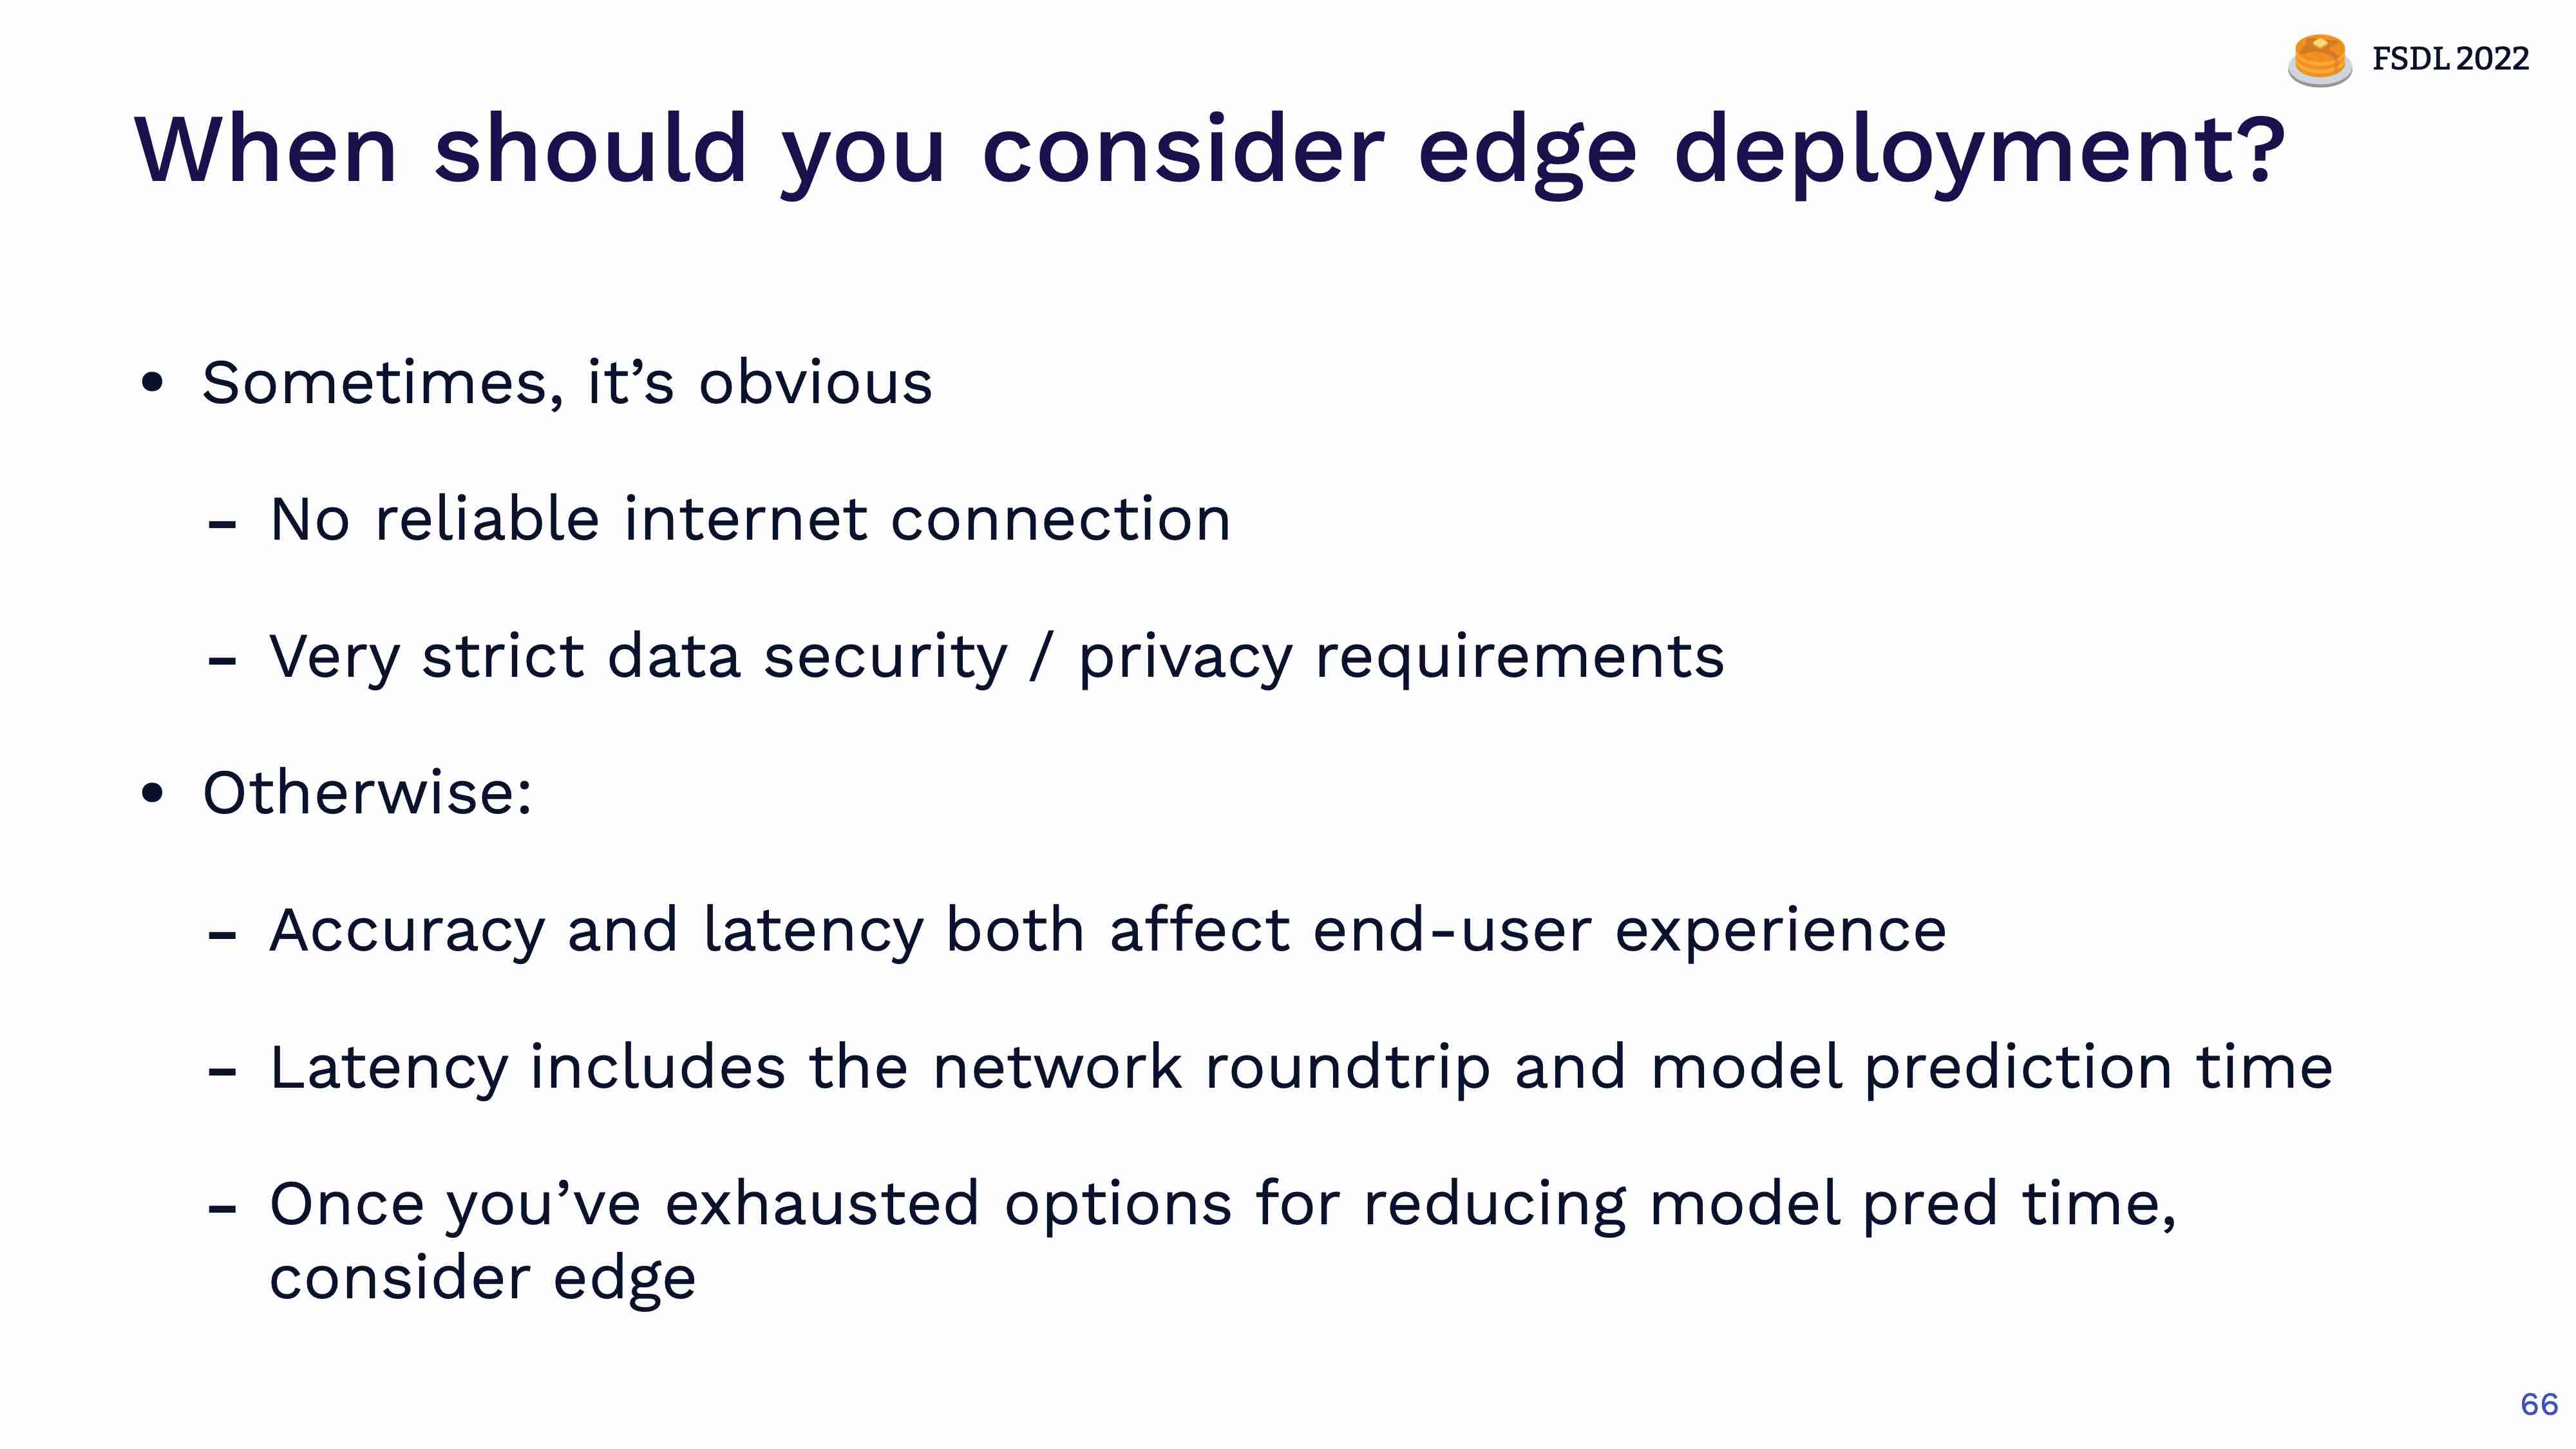 FSDL 2022
When should you consider edge deployment?
• Sometimes, it’s obvious
- No reliable internet connection
- Very strict data security / privacy requirements
• Otherwise:
- Accuracy and latency both affect end-user experience
- Latency includes the network roundtrip and model prediction time
- Once you’ve exhausted options for reducing model pred time,
consider edge
66